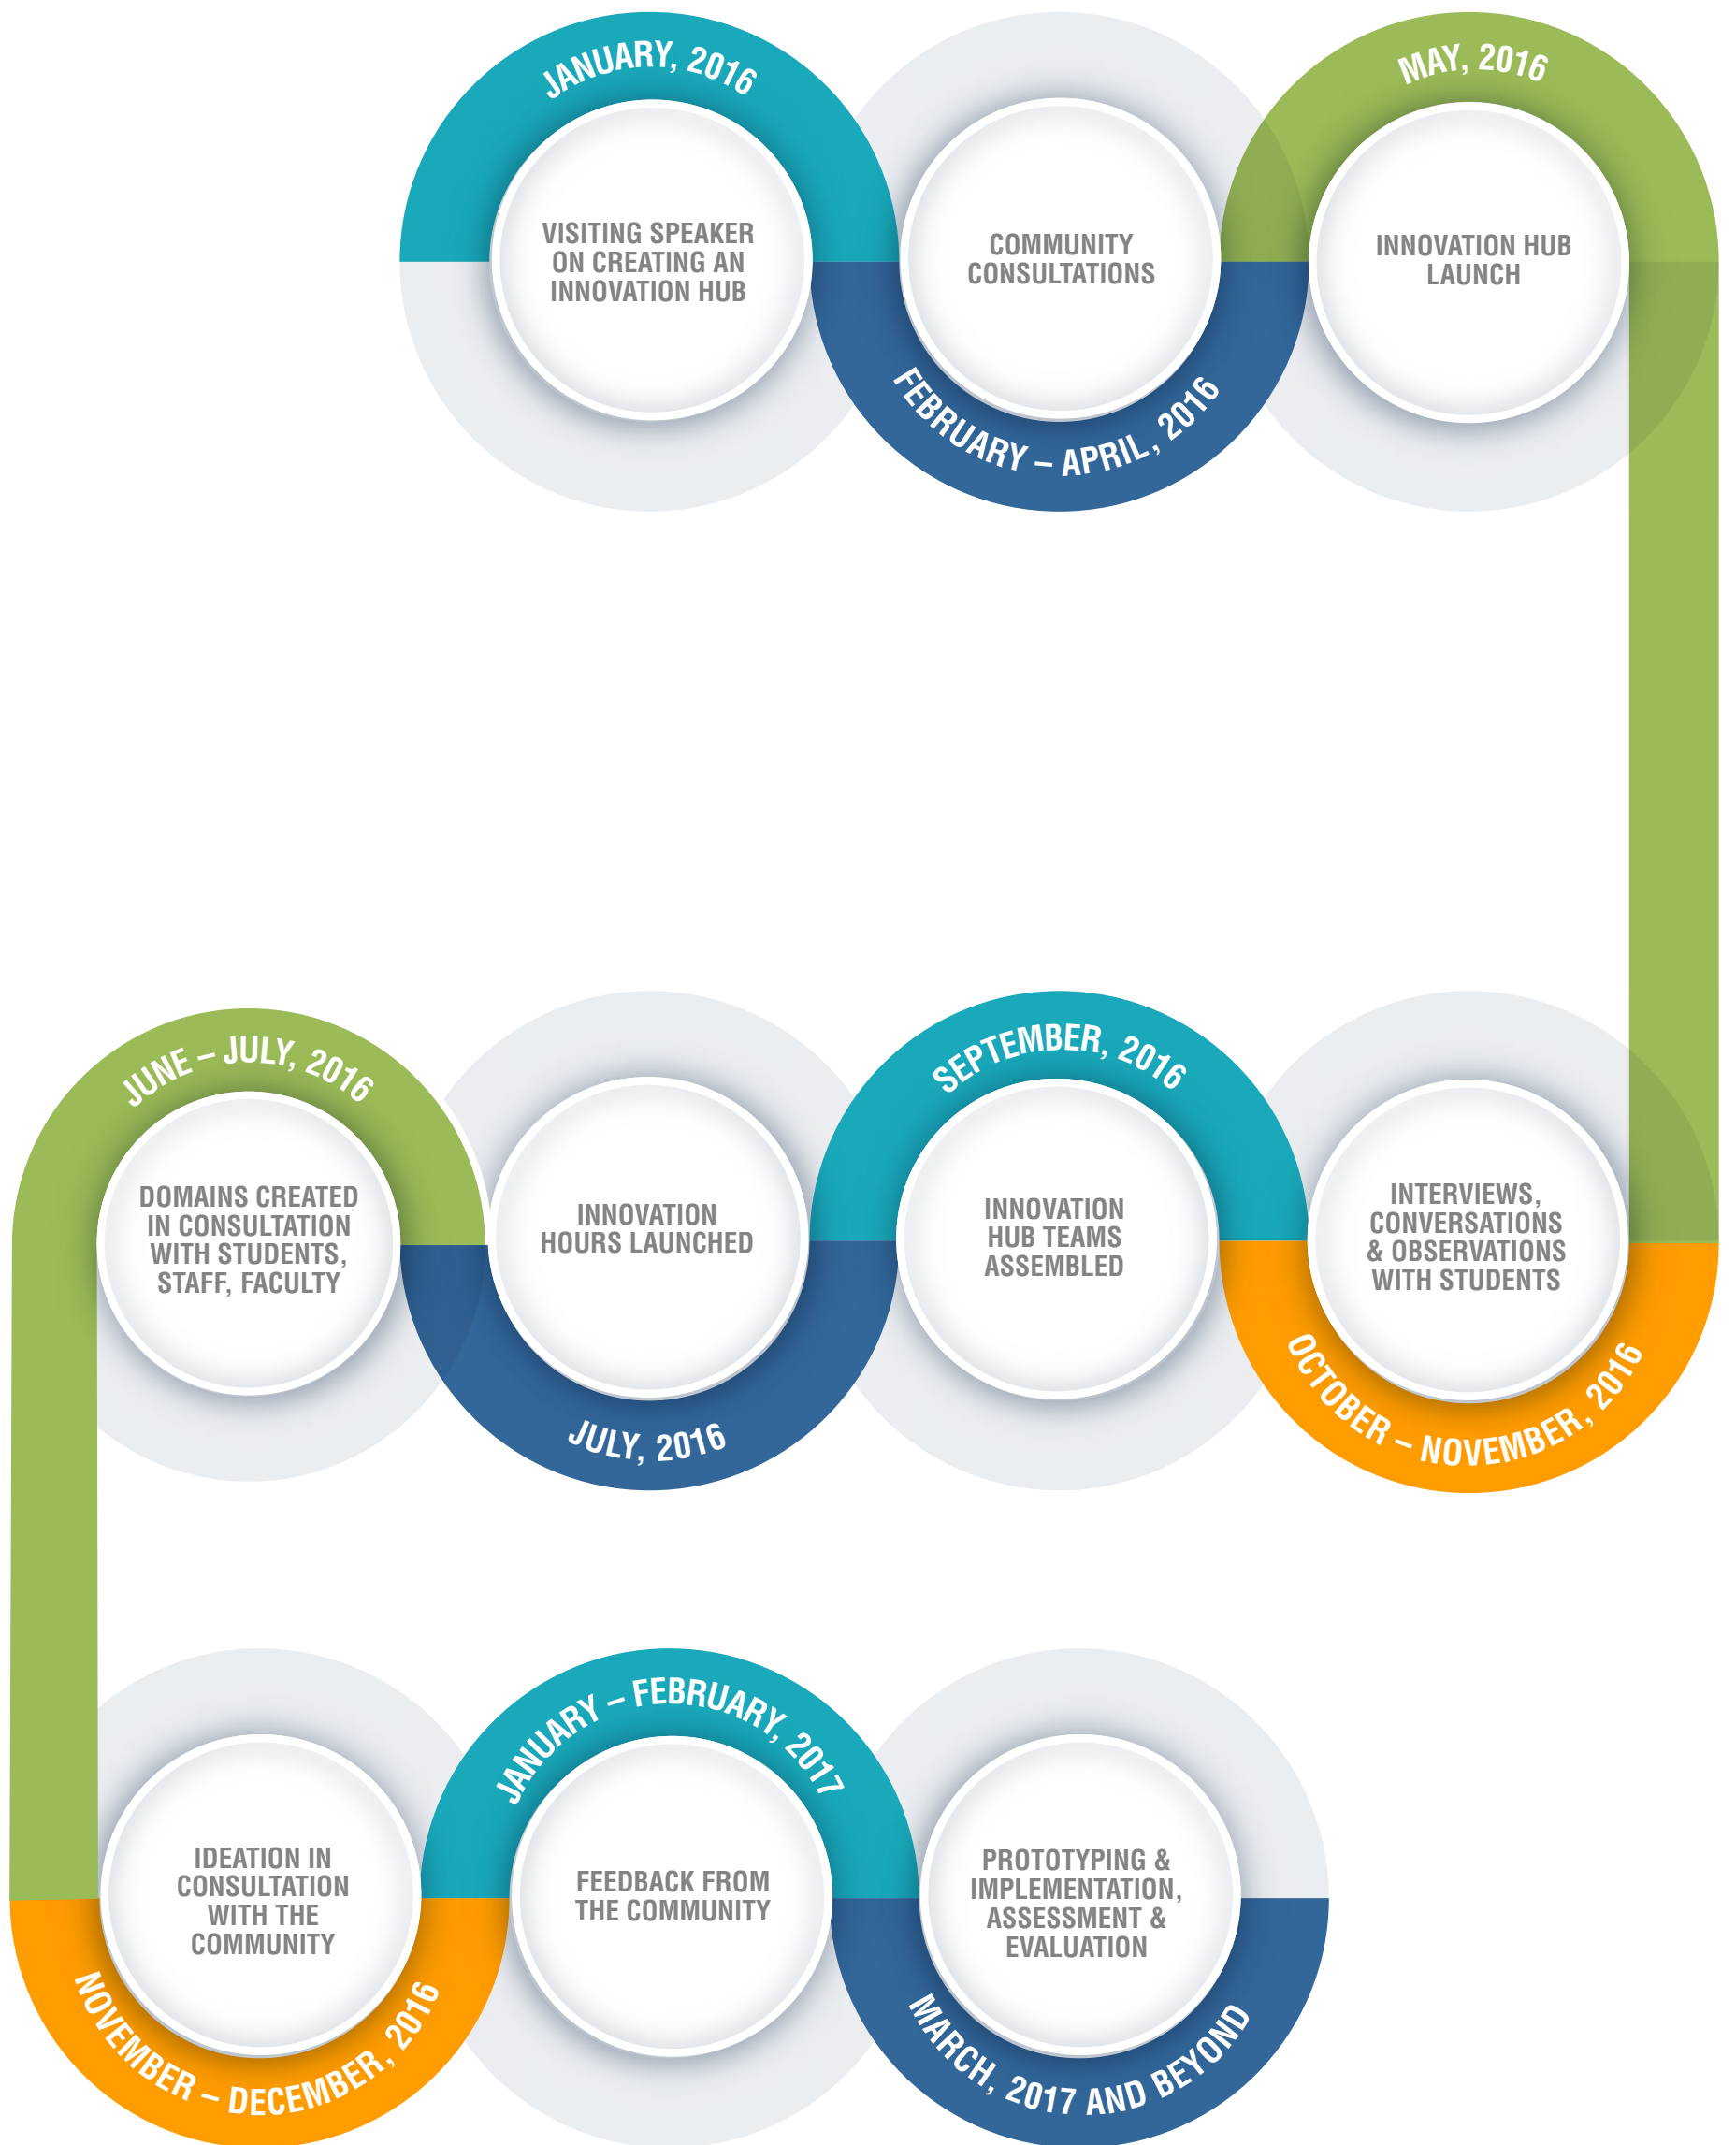 JANUARY, 2016
VISITING SPEAKER
ON CREATING AN
INNOVATION HUB
COMMUNITY
CONSULTATIONS
FEBRUARY – APRIL, 2016
MAY, 2016
INNOVATION HUB
LAUNCH
JUNE – JULY, 2016
DOMAINS CREATED
IN CONSULTATION
WITH STUDENTS,
STAFF, FACULTY
INNOVATION
HOURS LAUNCHED
JULY, 2016
SEPTEMBER, 2016
INNOVATION
HUB TEAMS
ASSEMBLED
INTERVIEWS,
CONVERSATIONS
& OBSERVATIONS
WITH STUDENTS
OCTOBER – NOVEMBER, 2016
IDEATION IN
CONSULTATION
WITH THE
COMMUNITY
NOVEMBER – DECEMBER, 2016
JANUARY – FEBRUARY, 2017
FEEDBACK FROM
THE COMMUNITY
PROTOTYPING &
IMPLEMENTATION,
ASSESSMENT &
EVALUATION
MARCH, 2017 AND BEYOND